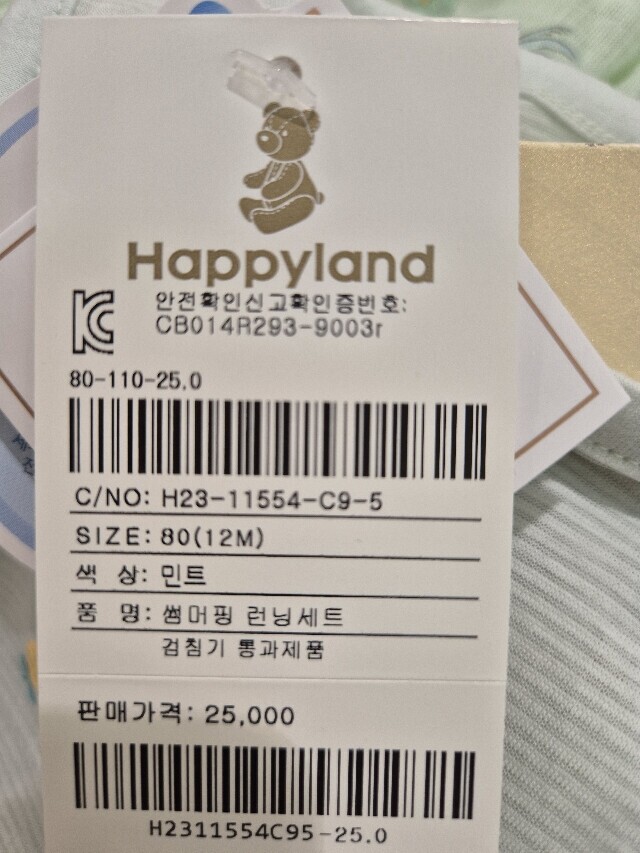 Happyland
안전확인신고확인증번호:
CB014R293-9003r
80-110-25.0
C/NO: H23-11554-C9-5
SIZE: 80(12M)
색 상: 민트
품 명: 썸머핑 런닝세트
검침기 통과제품
판매가격: 25,000
H2311554C95-25.0